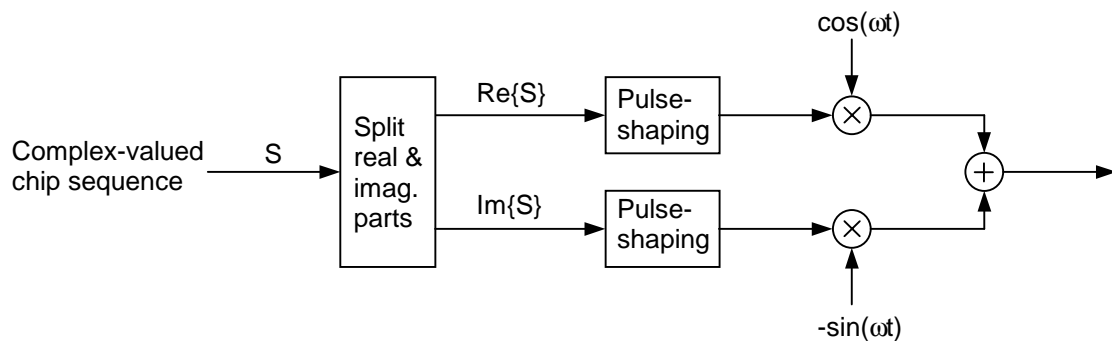 cos(ωt)
Complex-valued
chip sequence
S
Split
real &
imag.
parts
Re{S}
Pulse-
shaping
Im{S}
Pulse-
shaping
-sin(ωt)